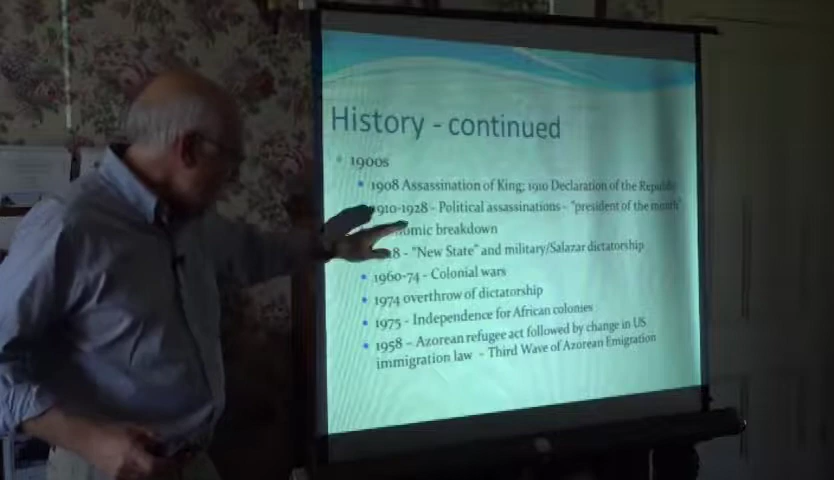 History - continued
1900s
1908 Assassination of King; 1910 Declaration of the Republic
1910-1928 - Political assassinations - "president of the month"
breakdown
- "New State" and military/Salazar dictatorship
1960-74 - Colonial wars
1974 overthrow of dictatorship
1975 - Independence for African colonies
1958 - Azorean refugee act followed by change in US
immigration law - Third Wave of Azorean Emigration